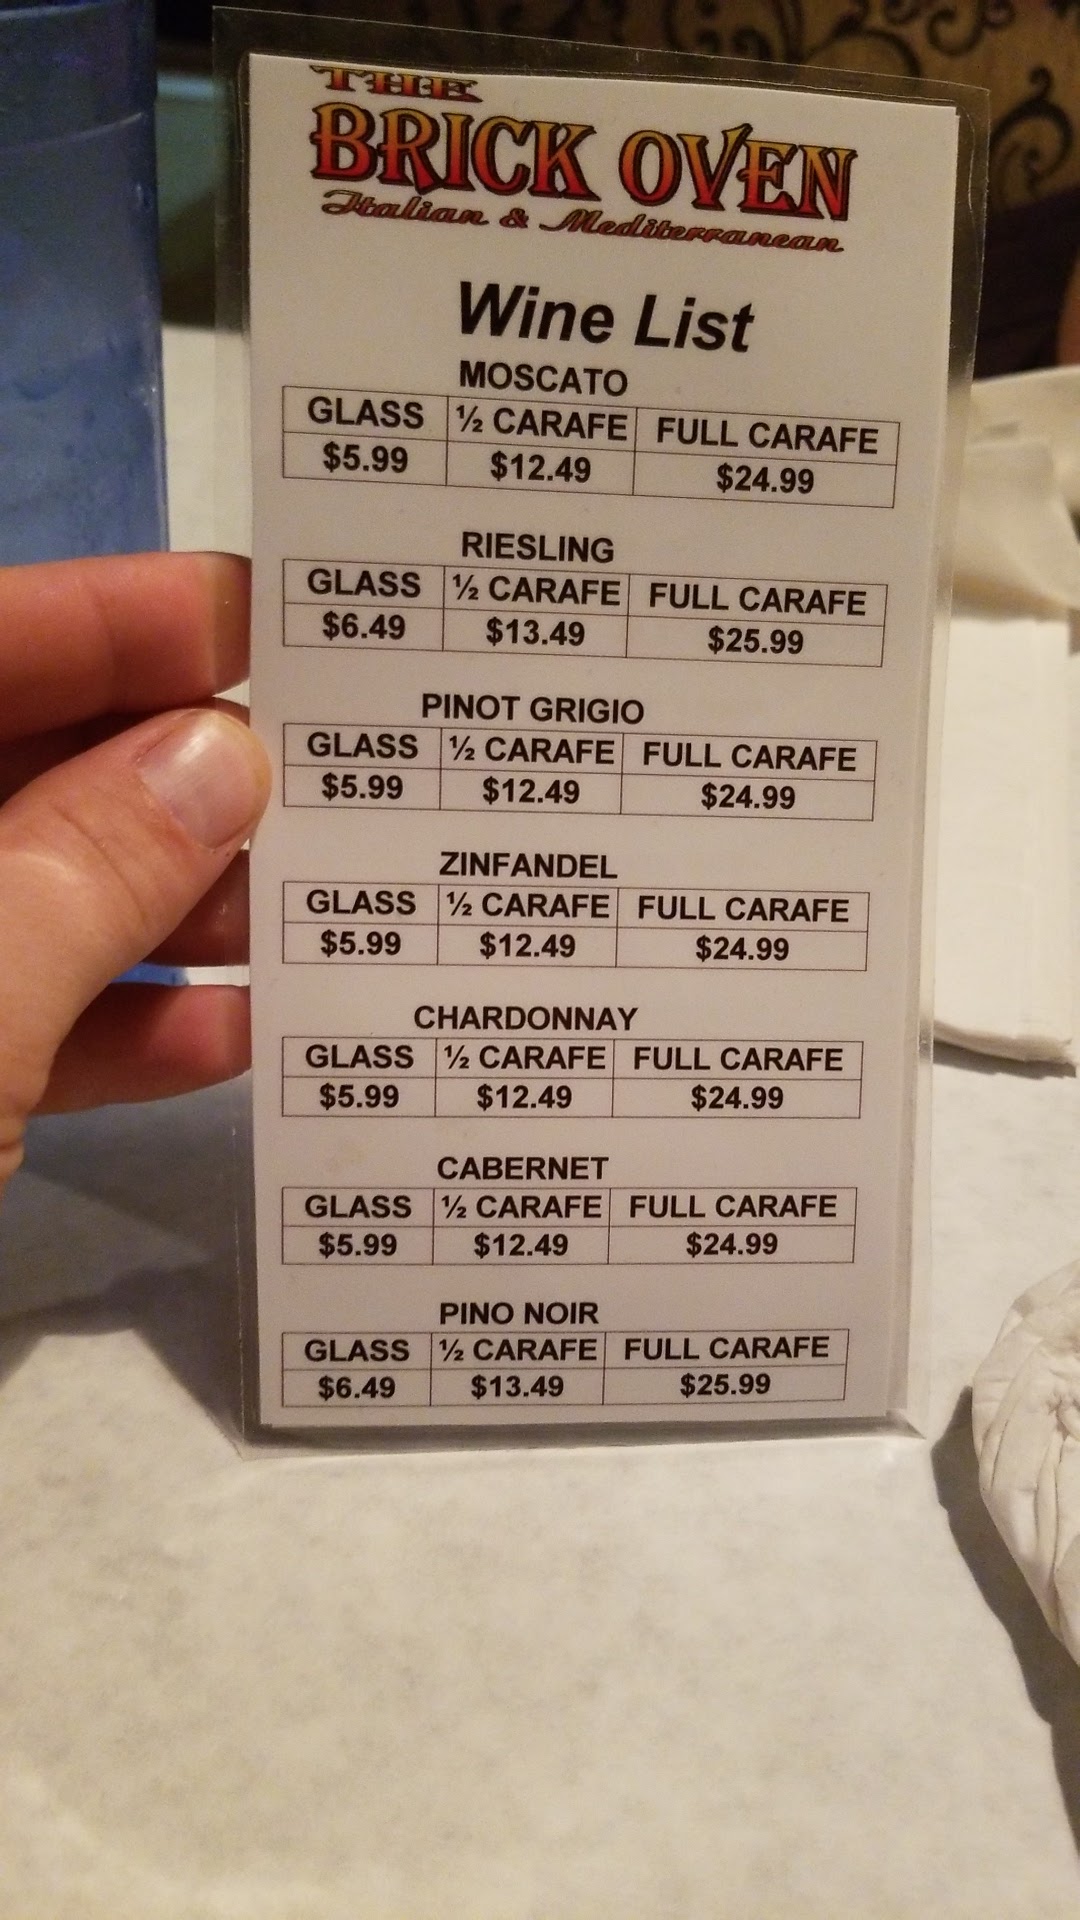 THE
BRICK OVEN
Italian & Mediterranean
Wine List
MOSCATO
GLASS ½ CARAFE FULL CARAFE
$5.99 $12.49 $24.99
RIESLING
GLASS ½ CARAFE FULL CARAFE
$6.49 $13.49 $25.99
PINOT GRIGIO
GLASS ½ CARAFE FULL CARAFE
$5.99 $12.49 $24.99
ZINFANDEL
GLASS ½ CARAFE FULL CARAFE
$5.99 $12.49 $24.99
CHARDONNAY
GLASS ½ CARAFE FULL CARAFE
$5.99 $12.49 $24.99
CABERNET
GLASS ½ CARAFE FULL CARAFE
$5.99 $12.49 $24.99
PINO NOIR
GLASS ½ CARAFE FULL CARAFE
$6.49 $13.49 $25.99